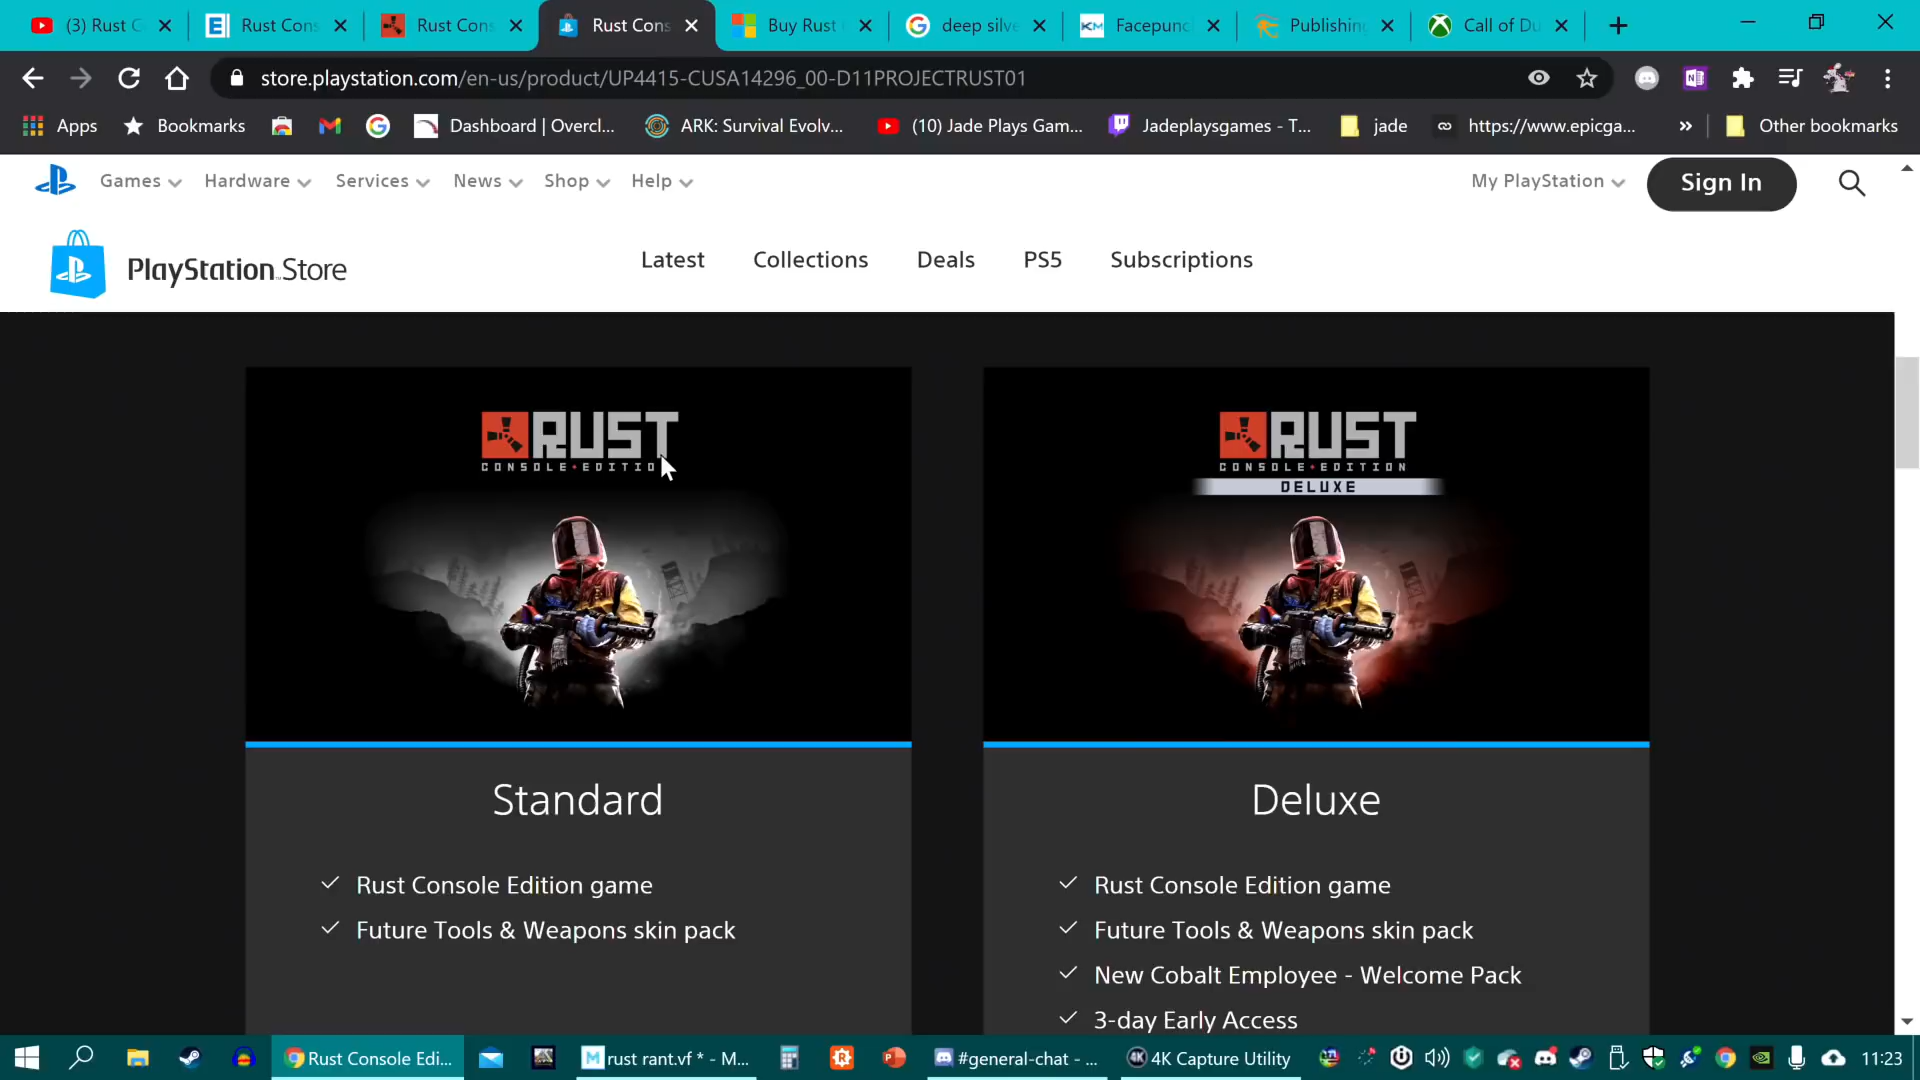 (3) Rust C
Rust Cons
Rust Cons
Rust Cons
Buy Rust
deep silve
Facepunc
Publishing
Call of Du
store.playstation.com/en-us/product/UP4415-CUSA14296_00-D11PROJECTRUST01
Apps
Bookmarks
Dashboard | Overcl...
ARK: Survival Evolv...
(10) Jade Plays Gam...
Jadeplaysgames - T...
jade
https://www.epicga...
Other bookmarks
Games
Hardware
Services
News
Shop
Help
My PlayStation
Sign In
PlayStation Store
Latest
Collections
Deals
PS5
Subscriptions
RUST
CONSOLE EDITION
RUST
CONSOLE EDITION
DELUXE
Standard
Rust Console Edition game
Future Tools & Weapons skin pack
Deluxe
Rust Console Edition game
Future Tools & Weapons skin pack
New Cobalt Employee - Welcome Pack
3-day Early Access
Rust Console Edi...
rust rant.vf * - M...
#general-chat - ...
4K Capture Utility
11:23